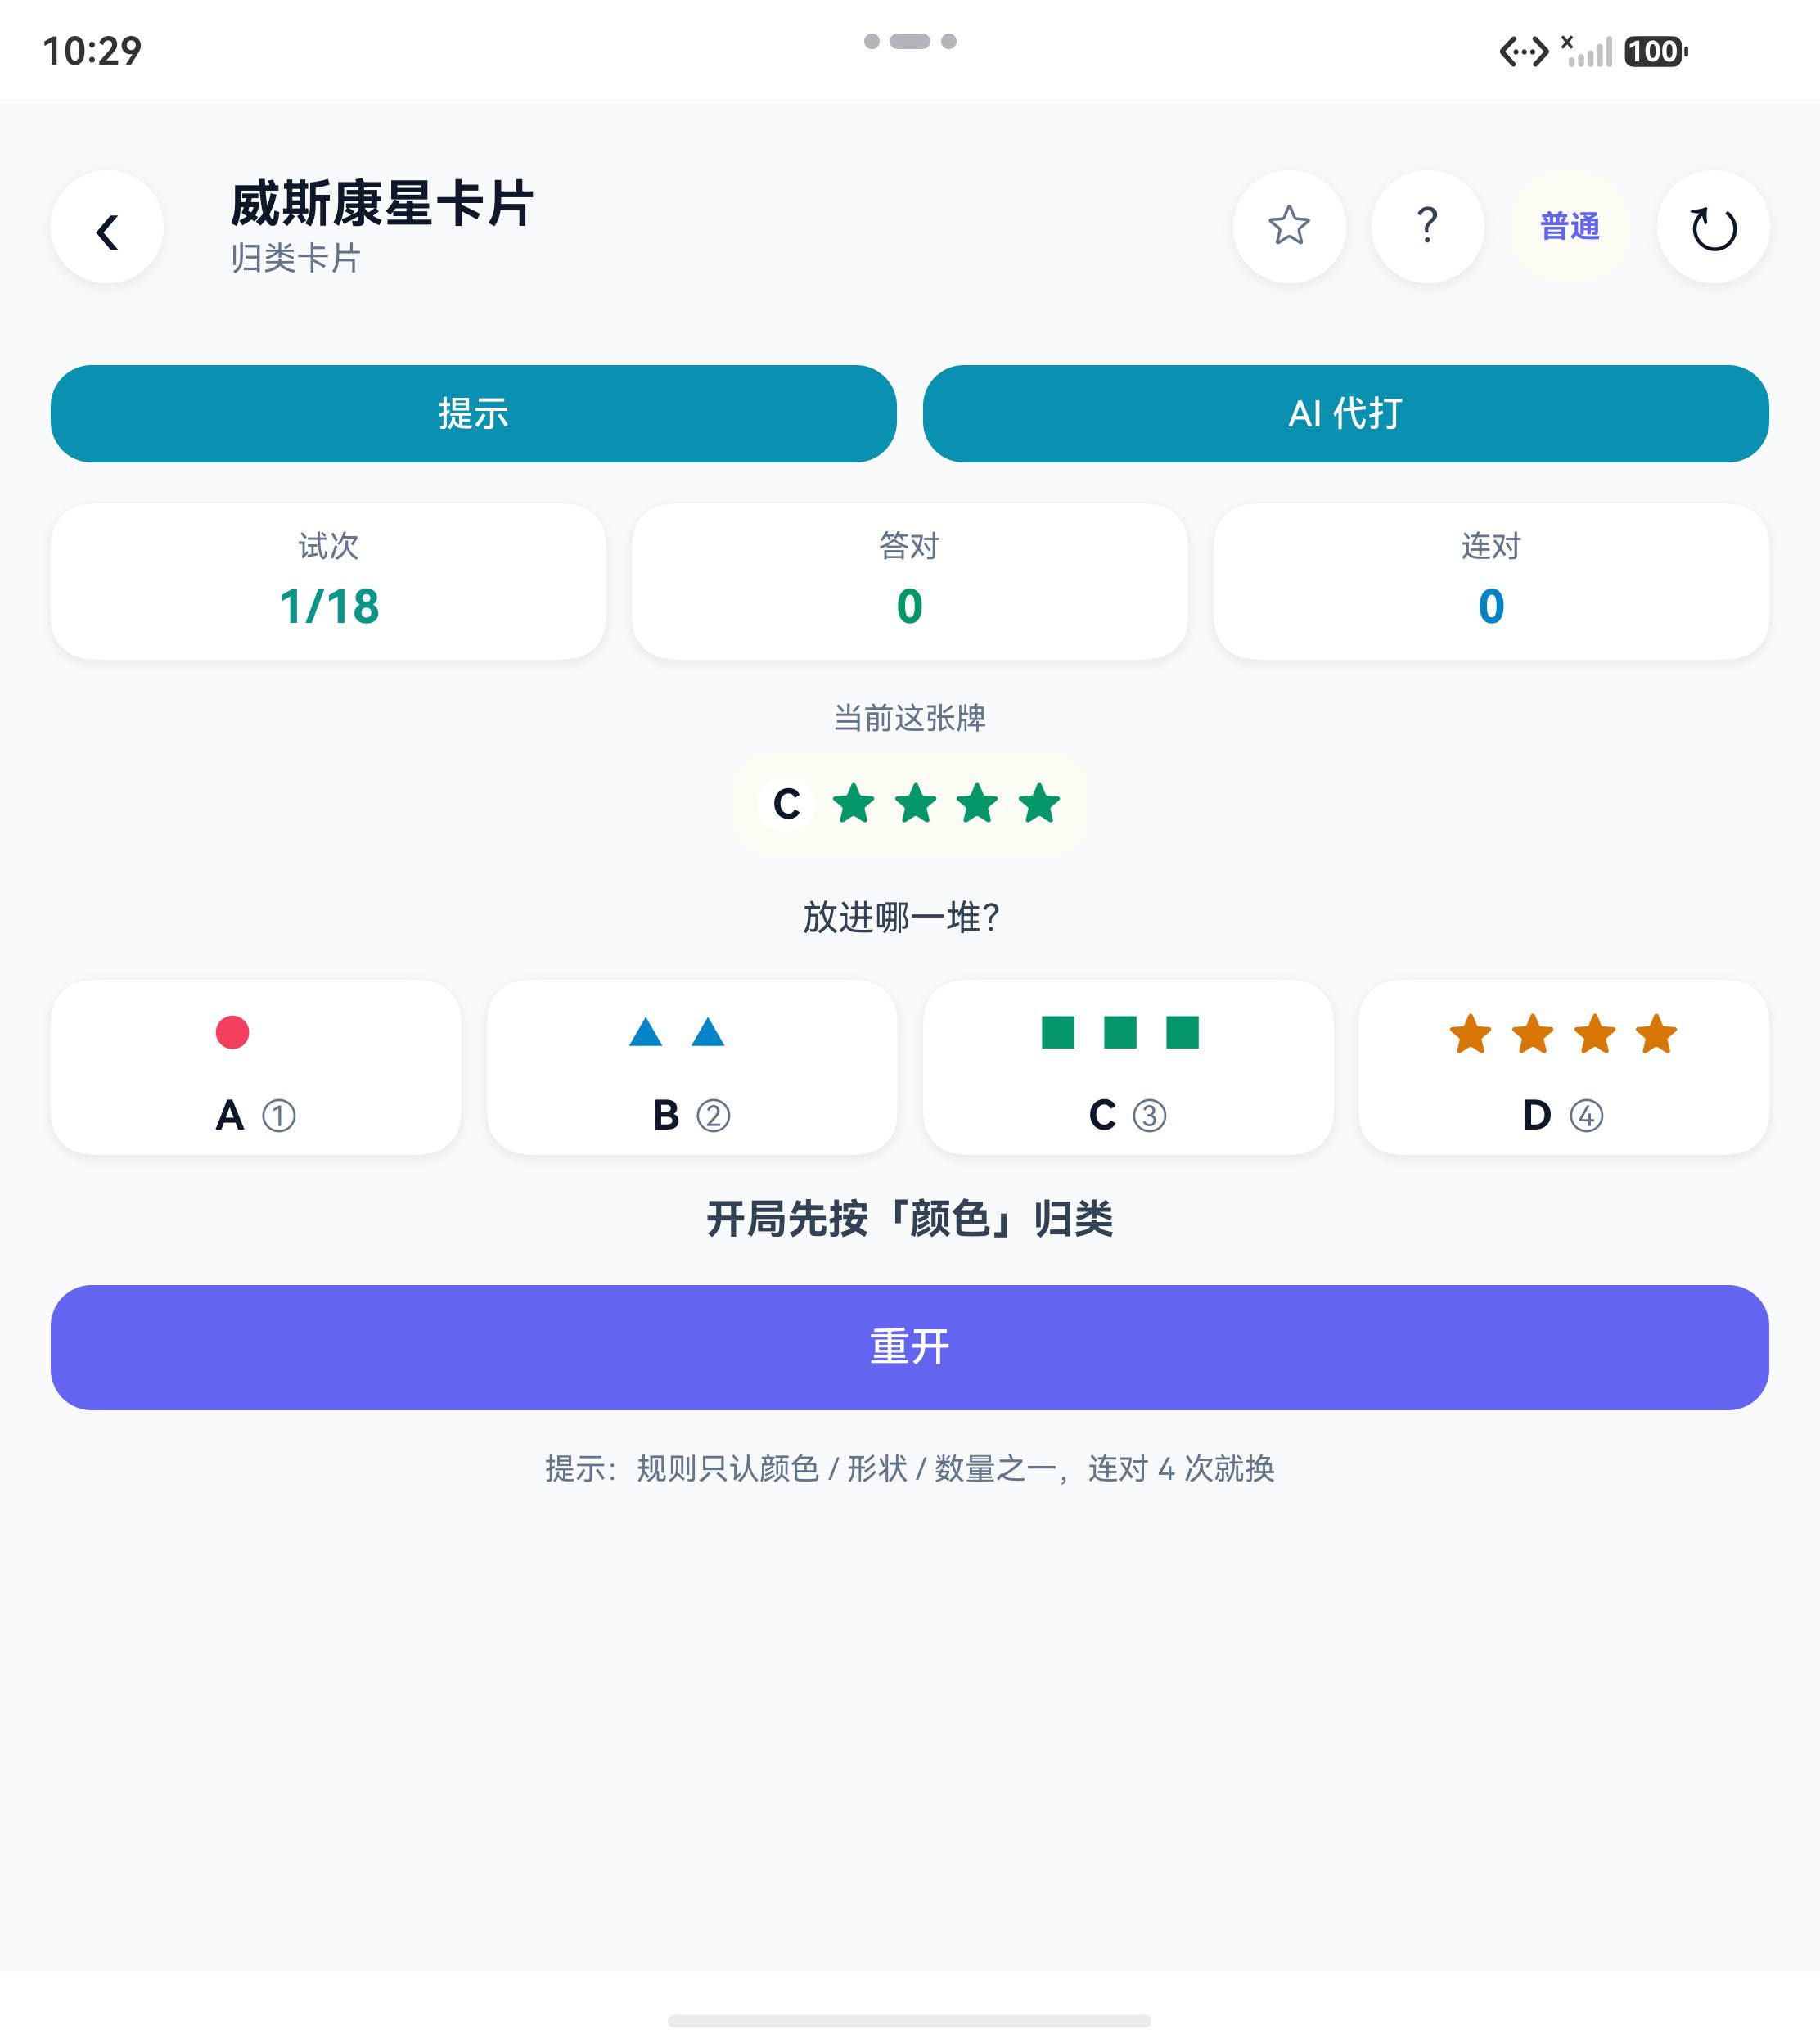 10:29
100
威斯康星卡片
归类卡片
?
普通
提示
AI 代打
试次
答对
连对
1/18
0
0
当前这张牌
C
放进哪一堆?
A ①
B ②
C ③
D ④
开局先按「颜色」归类
重开
提示：规则只认颜色 / 形状 / 数量之一，连对 4 次就换